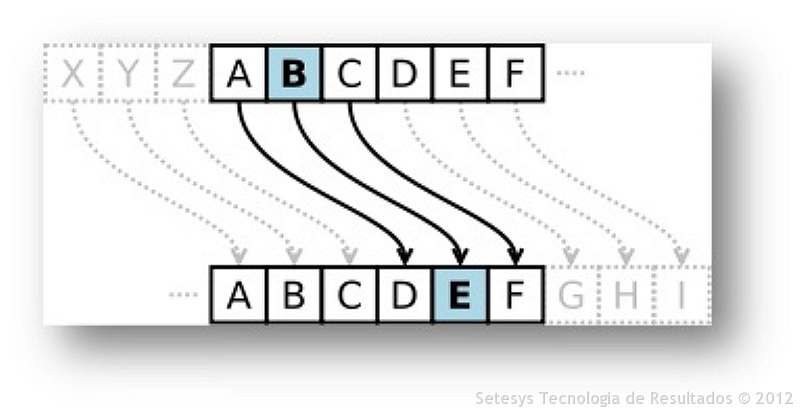 X Y Z A B C D E F ....
.... A B C D E F G H I
Setesys Tecnologia de Resultados © 2012